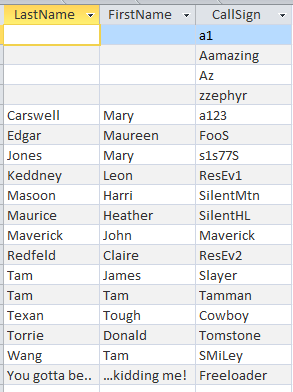 LastName FirstName CallSign
a1
Aamazing
Az
zzephyr
Carswell Mary a123
Edgar Maureen FooS
Jones Mary s1s77S
Keddney Leon ResEv1
Masoon Harri SilentMtn
Maurice Heather SilentHL
Maverick John Maverick
Redfeld Claire ResEv2
Tam James Slayer
Tam Tam Tamman
Texan Tough Cowboy
Torrie Donald Tomstone
Wang Tam SMiLey
You gotta be.. ...kidding me! Freeloader